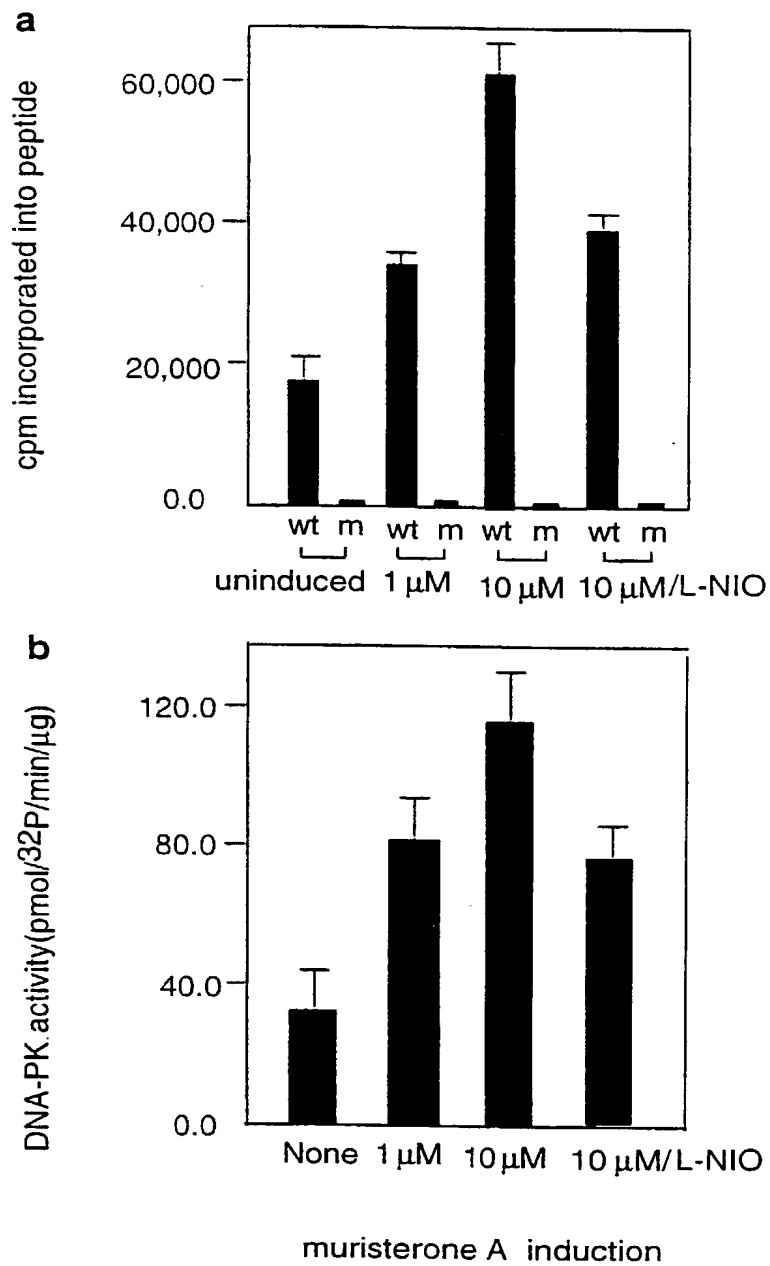 a
cpm incorporated into peptide
60,000
40,000
20,000
0.0
wt m wt m wt m wt m
uninduced 1 µM 10 µM 10 µM/L-NIO
b
DNA-PK.activity(pmol/32P/min/µg)
120.0
80.0
40.0
0.0
None 1 µM 10 µM 10 µM/L-NIO
muristerone A induction